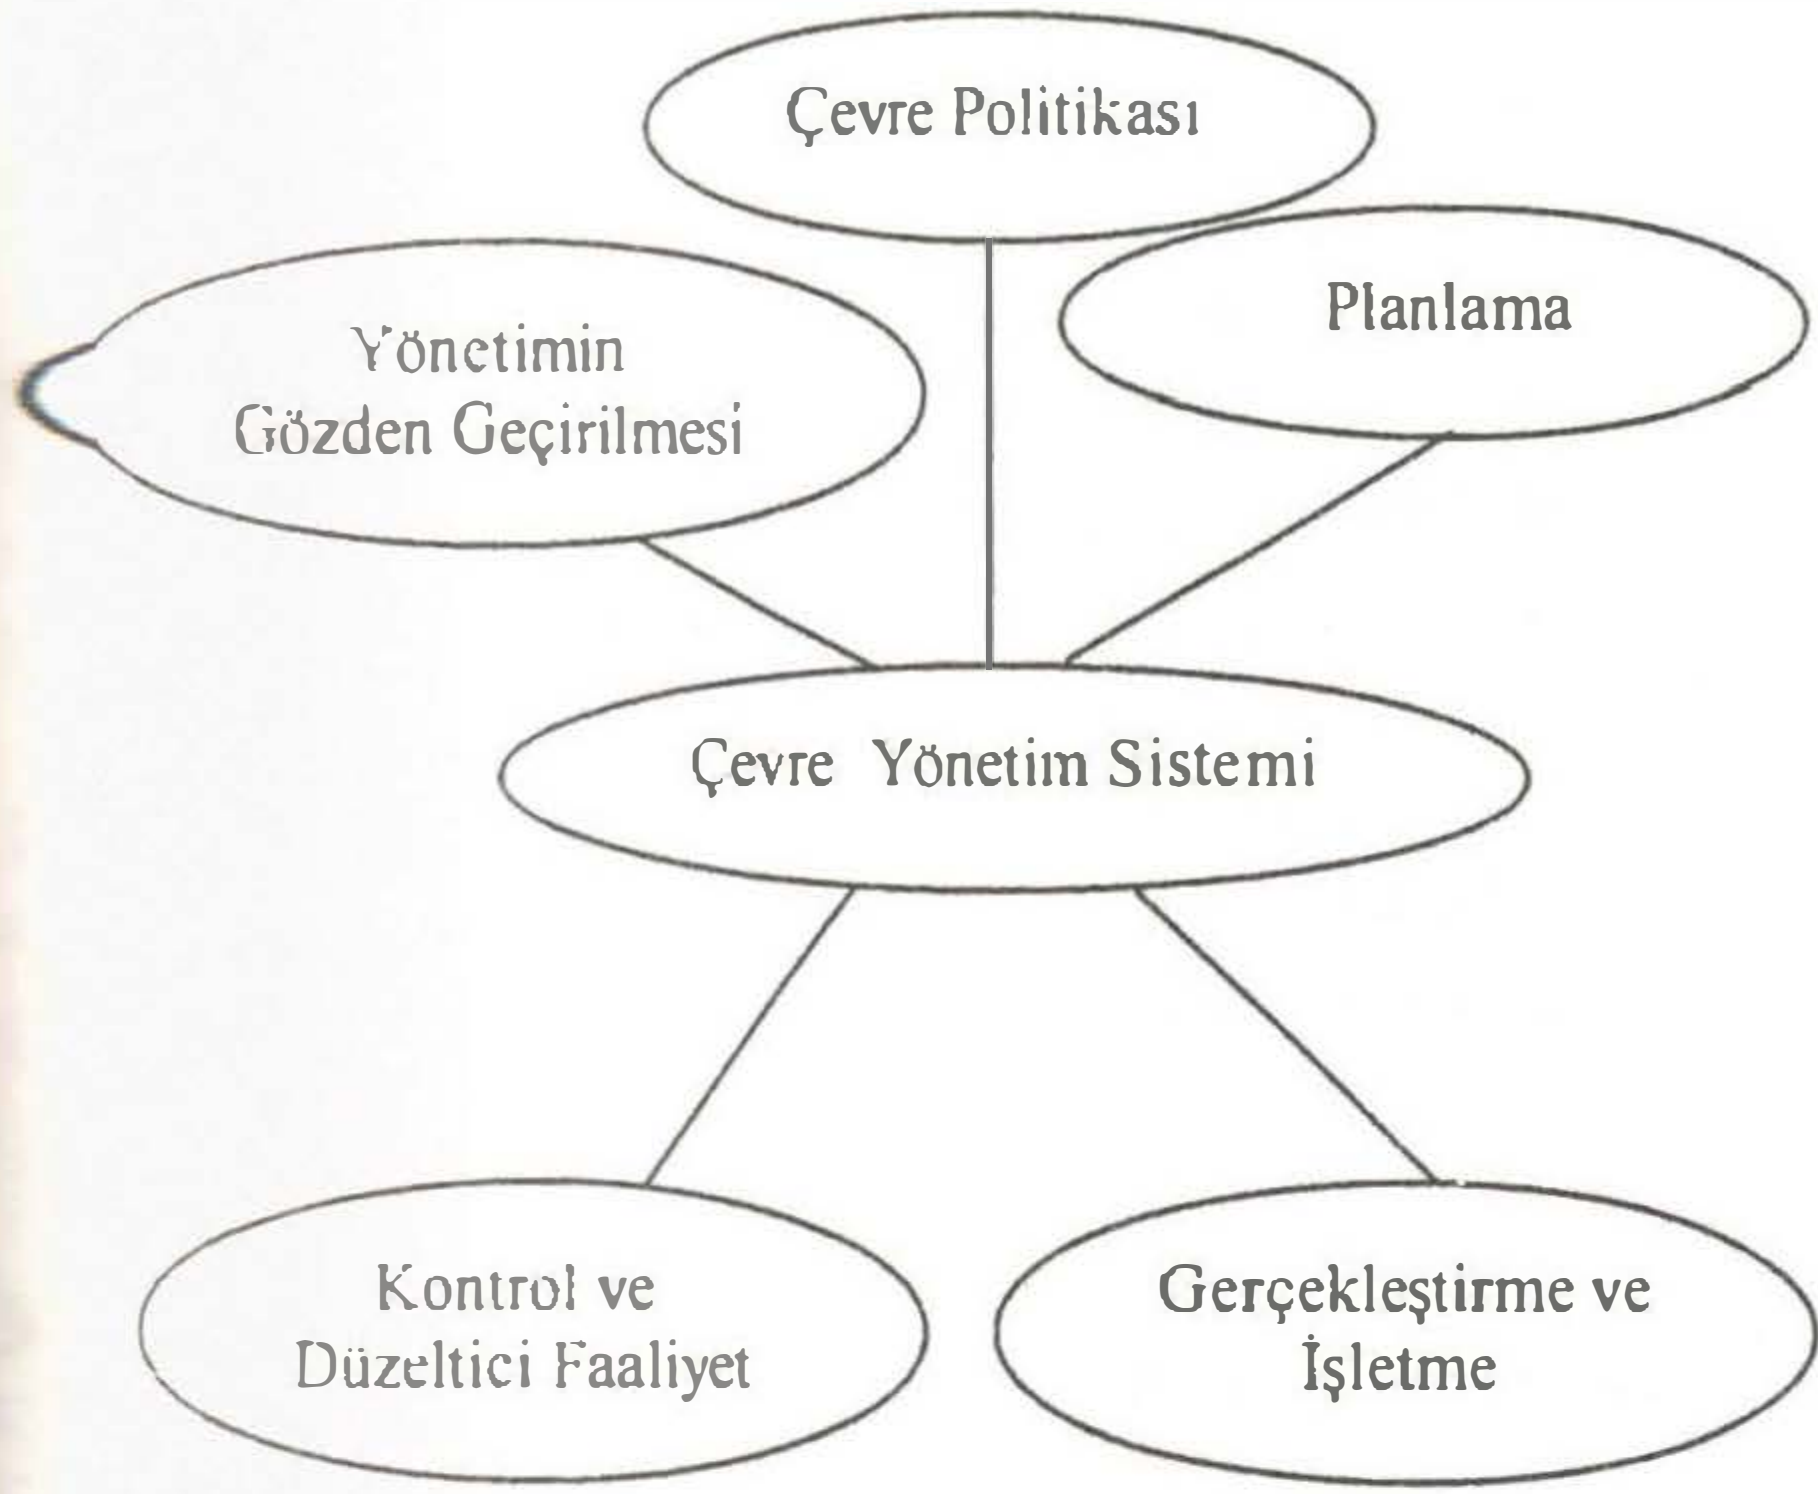 Çevre Politikası
Planlama
Yönetimin
Gözden Geçirilmesi
Çevre Yönetim Sistemi
Kontrol ve
Düzeltici Faaliyet
Gerçekleştirme ve
İşletme